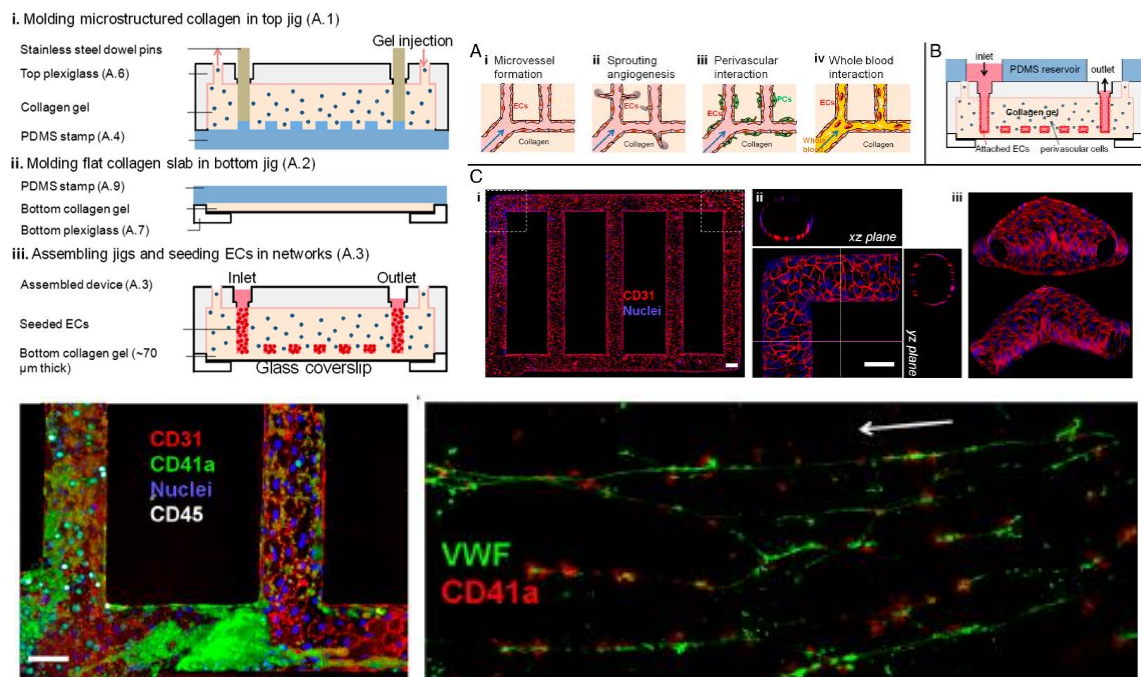 i. Molding microstructured collagen in top jig (A.1)
Stainless steel dowel pins
Gel injection
Top plexiglass (A.6)
Collagen gel
PDMS stamp (A.4)
ii. Molding flat collagen slab in bottom jig (A.2)
PDMS stamp (A.9)
Bottom collagen gel
Bottom plexiglass (A.7)
iii. Assembling jigs and seeding ECs in networks (A.3)
Assembled device (A.3)
Inlet
Outlet
Seeded ECs
Bottom collagen gel (~70
µm thick)
Glass coverslip
A
i Microvessel
formation
ECs
Collagen
ii Sprouting
angiogenesis
ECs
Collagen
iii Perivascular
interaction
ECs
PCs
Collagen
iv Whole blood
interaction
ECs
Whole
blood
Collagen
B
inlet
PDMS reservoir
outlet
Collagen gel
Attached ECs
perivascular cells
C
i
CD31
Nuclei
ii
xz plane
yz plane
iii
CD31
CD41a
Nuclei
CD45
VWF
CD41a